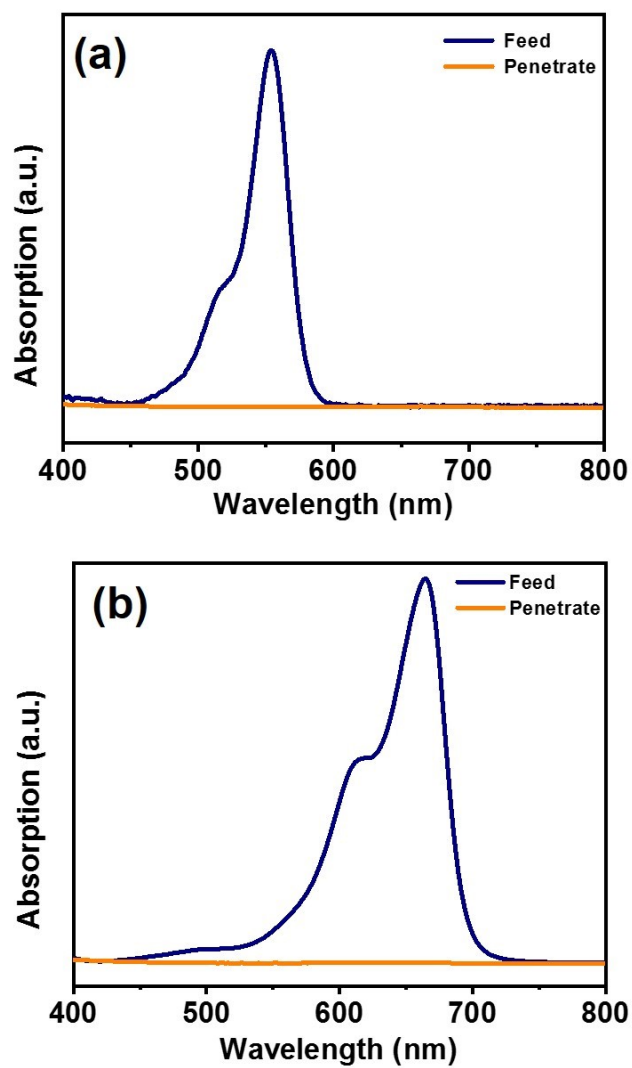 (a)
Feed
Penetrate
Absorption (a.u.)
400 500 600 700 800
Wavelength (nm)
(b)
Feed
Penetrate
Absorption (a.u.)
400 500 600 700 800
Wavelength (nm)